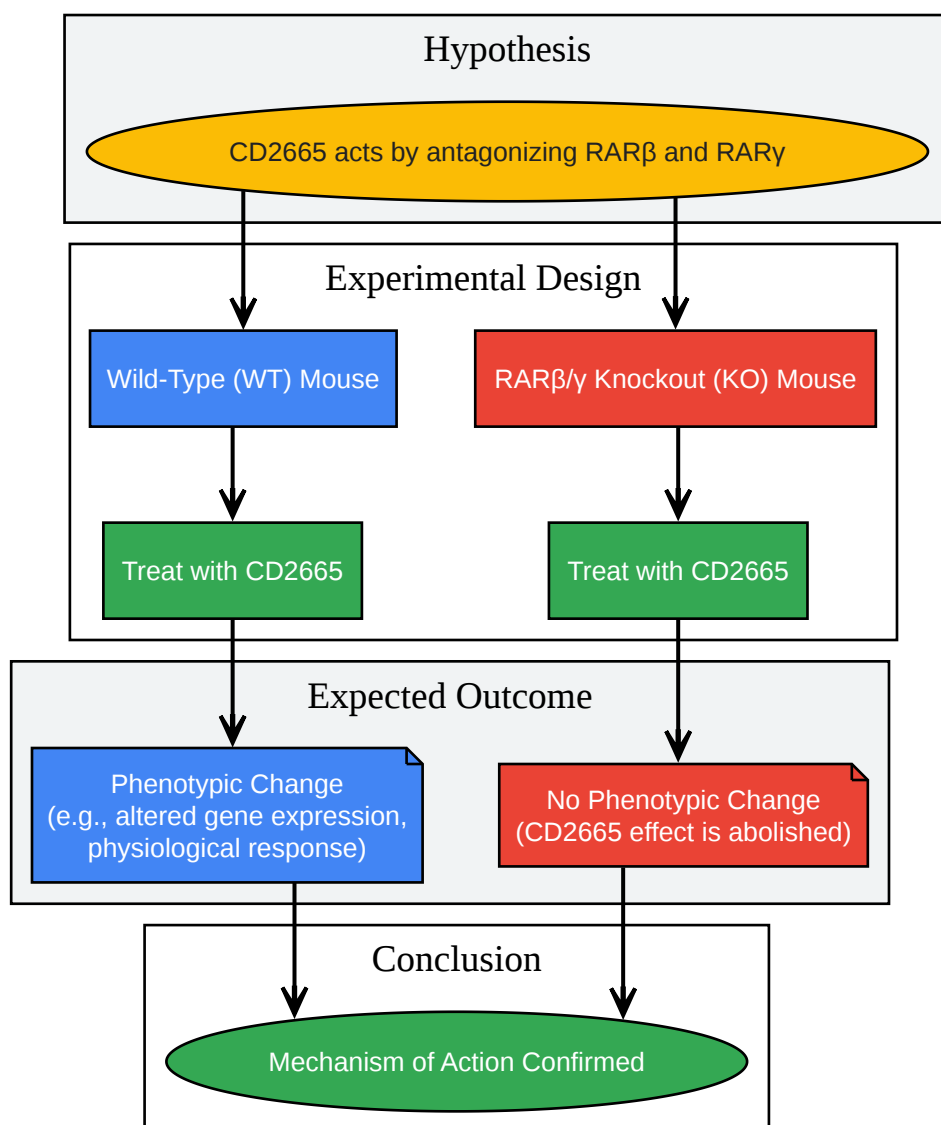 Hypothesis
CD2665 acts by antagonizing RARβ and RARγ
Experimental Design
Wild-Type (WT) Mouse
RARβ/γ Knockout (KO) Mouse
Treat with CD2665
Treat with CD2665
Expected Outcome
Phenotypic Change
(e.g., altered gene expression,
physiological response)
No Phenotypic Change
(CD2665 effect is abolished)
Conclusion
Mechanism of Action Confirmed